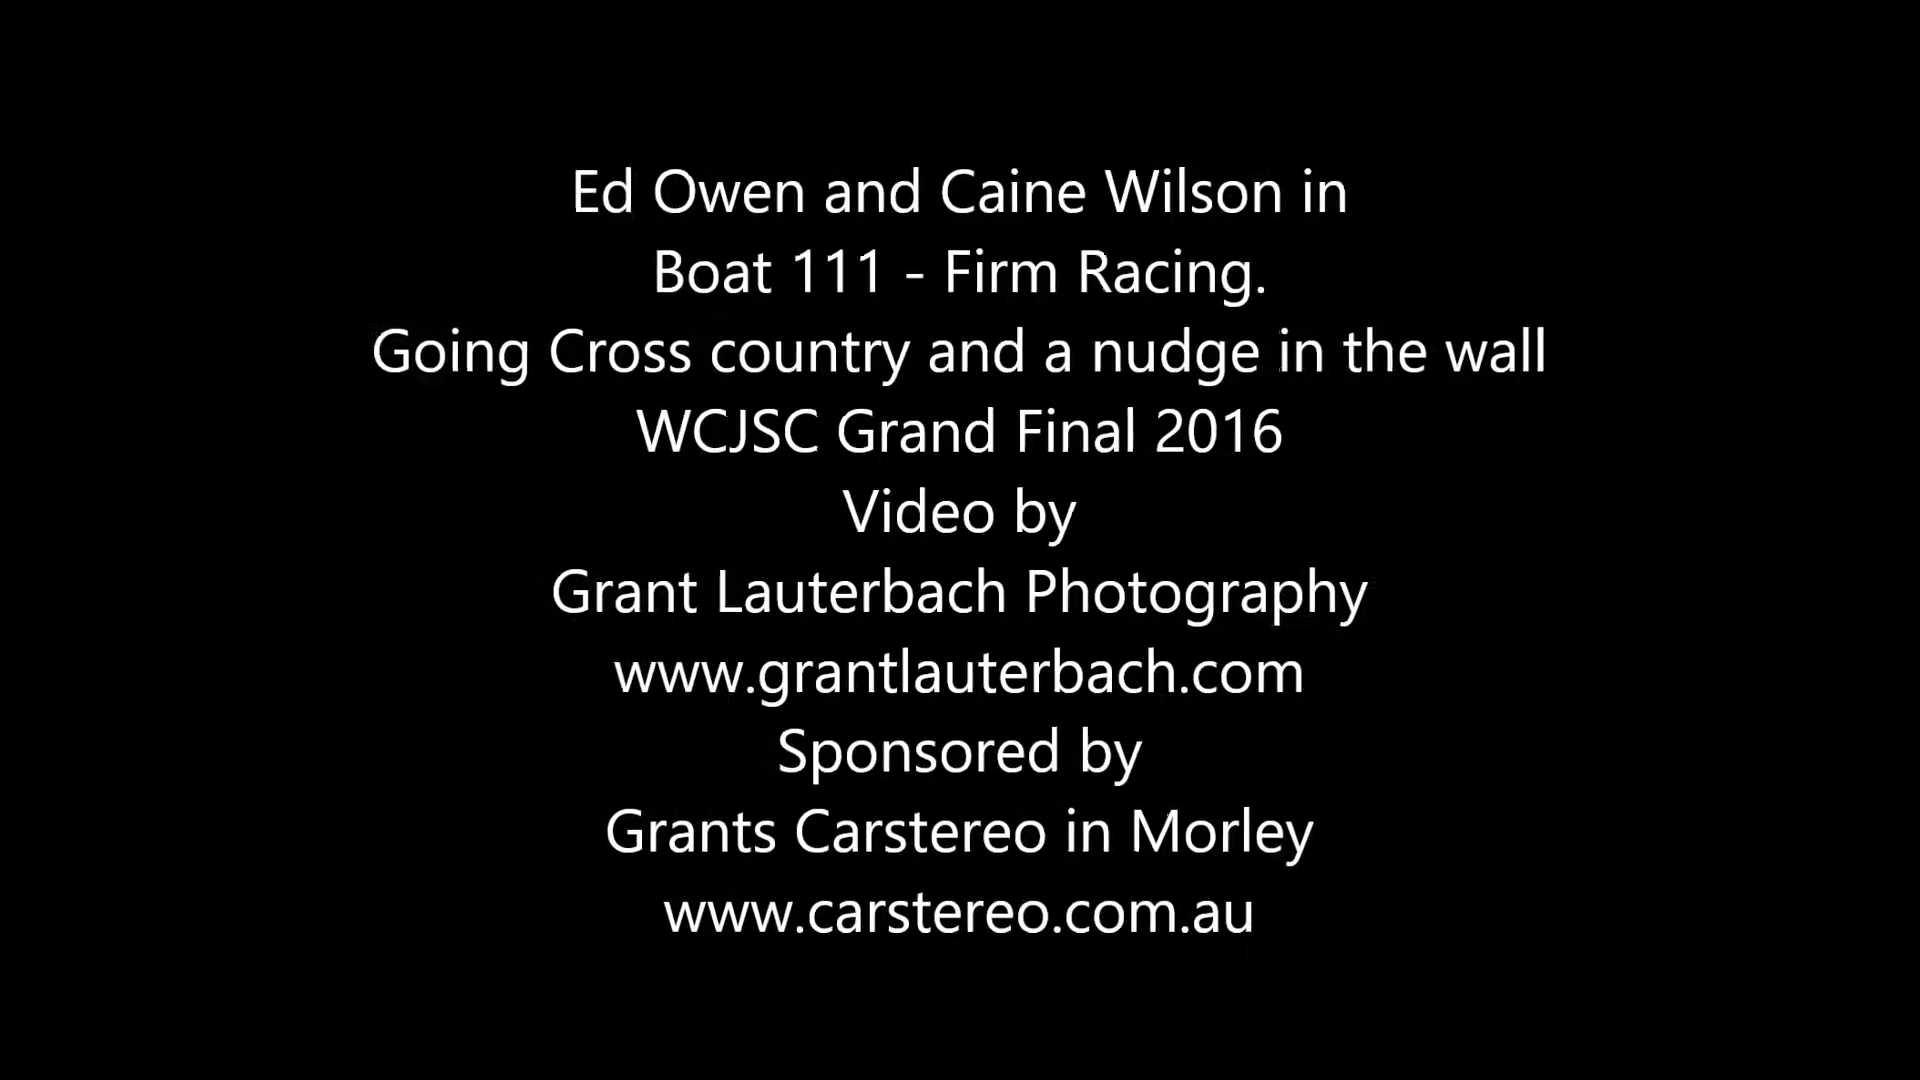 Ed Owen and Caine Wilson in
Boat 111 - Firm Racing.
Going Cross country and a nudge in the wall
WCJSC Grand Final 2016
Video by
Grant Lauterbach Photography
www.grantlauterbach.com
Sponsored by
Grants Carstereo in Morley
www.carstereo.com.au